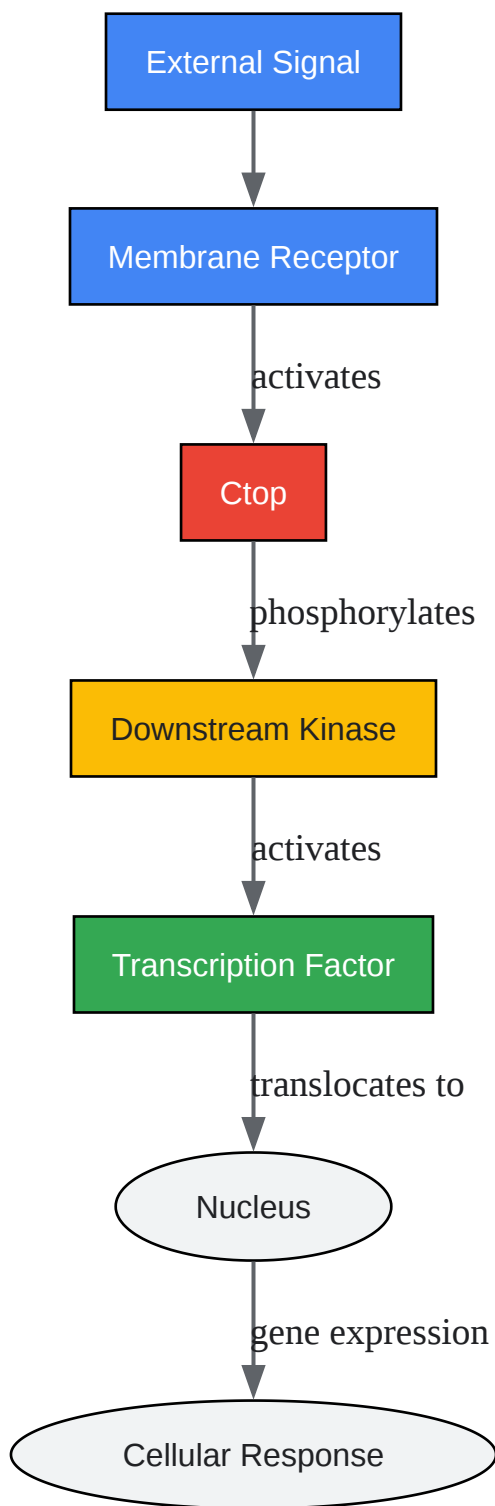 External Signal
Membrane Receptor
activates
Ctop
phosphorylates
Downstream Kinase
activates
Transcription Factor
translocates to
Nucleus
gene expression
Cellular Response